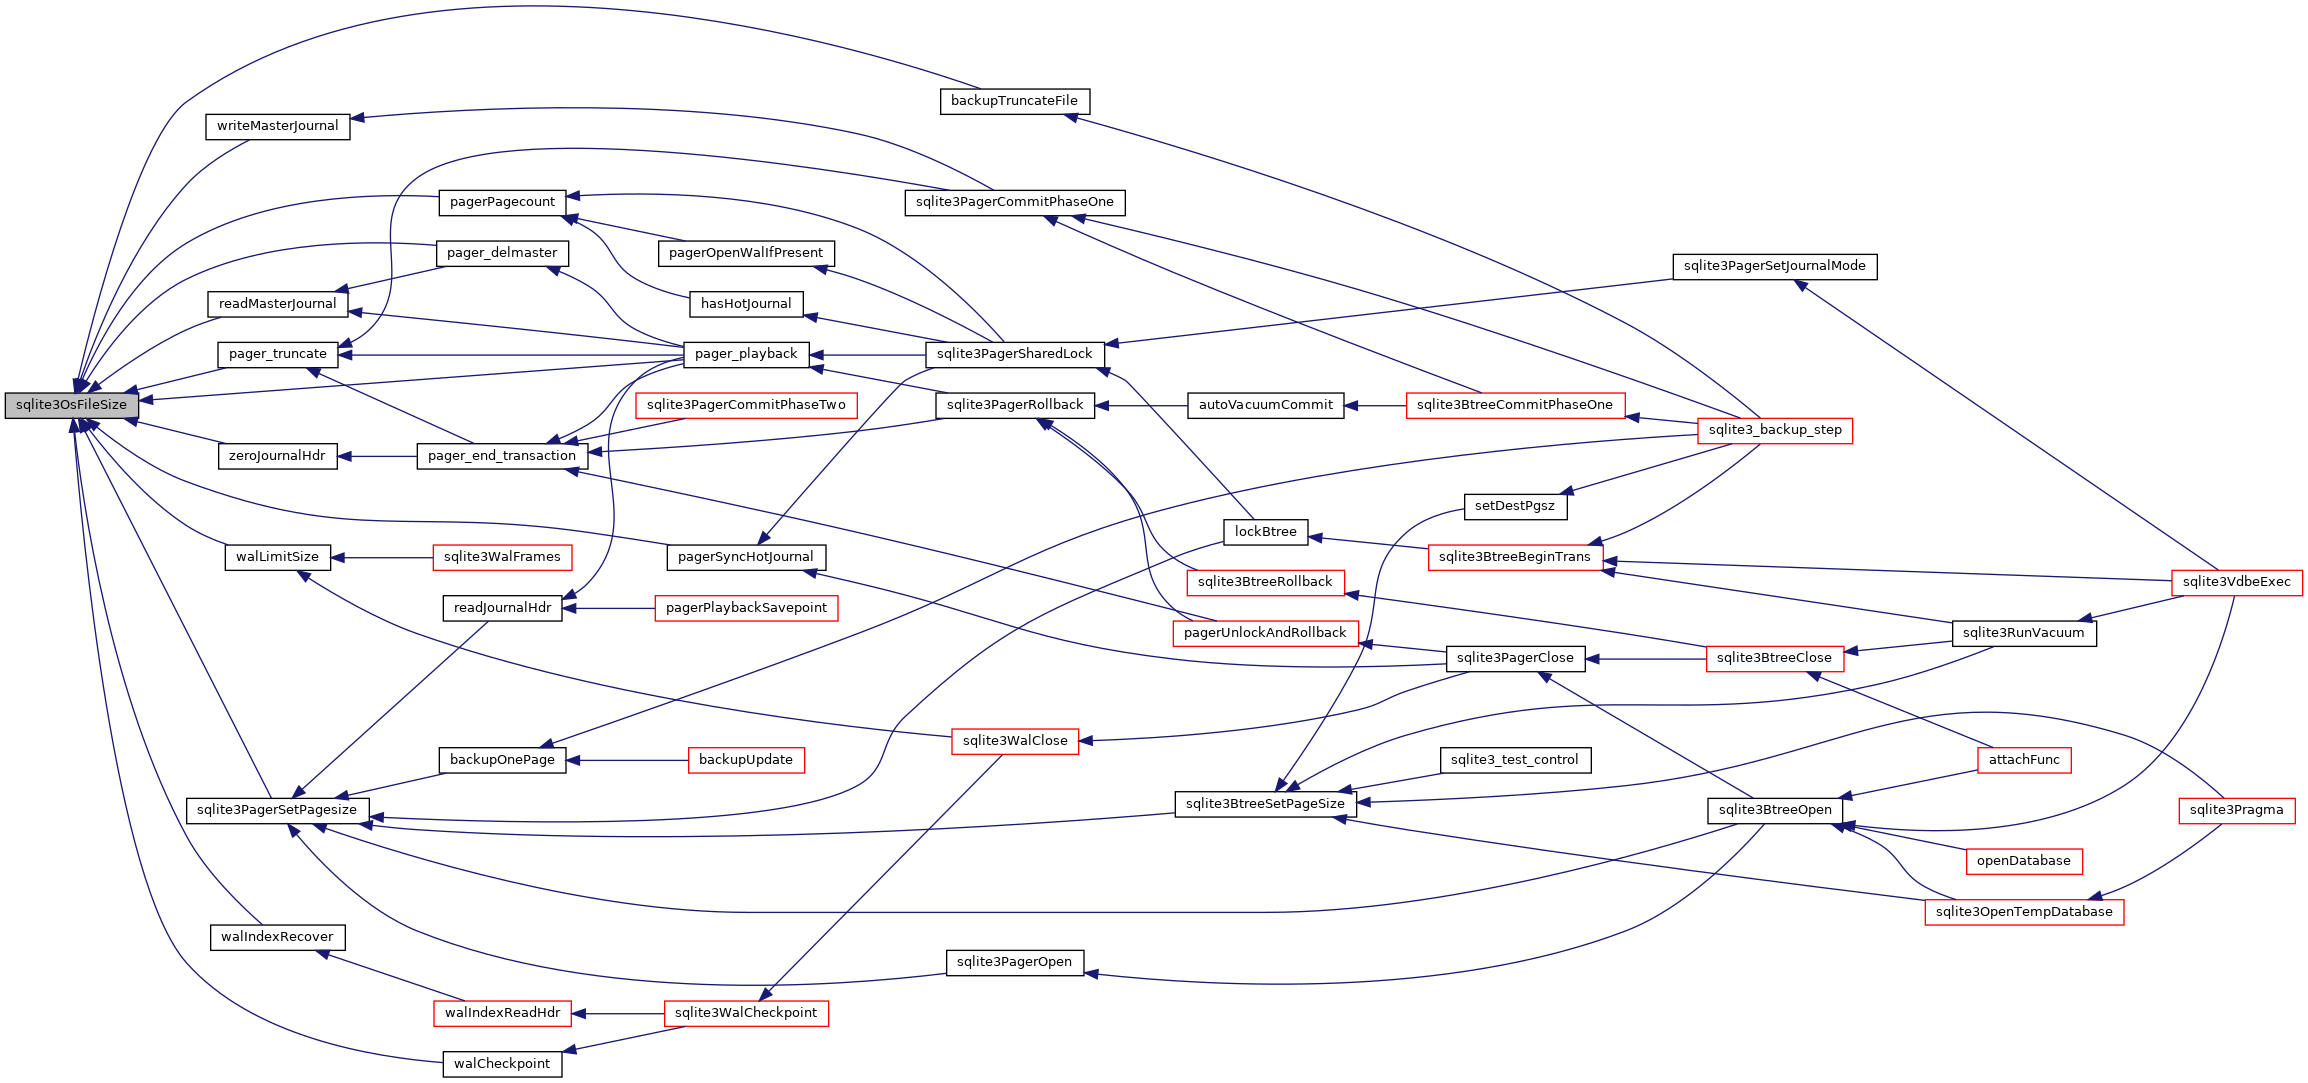 backupTruncateFile
writeMasterJournal
pagerPagecount
sqlite3PagerCommitPhaseOne
pager_delmaster
pagerOpenWalIfPresent
sqlite3PagerSetJournalMode
readMasterJournal
hasHotJournal
pager_truncate
pager_playback
sqlite3PagerSharedLock
sqlite3OsFileSize
sqlite3PagerCommitPhaseTwo
sqlite3PagerRollback
autoVacuumCommit
sqlite3BtreeCommitPhaseOne
sqlite3_backup_step
zeroJournalHdr
pager_end_transaction
setDestPgsz
lockBtree
walLimitSize
sqlite3WalFrames
pagerSyncHotJournal
sqlite3BtreeBeginTrans
sqlite3BtreeRollback
sqlite3VdbeExec
readJournalHdr
pagerPlaybackSavepoint
pagerUnlockAndRollback
sqlite3RunVacuum
sqlite3PagerClose
sqlite3BtreeClose
sqlite3WalClose
backupOnePage
backupUpdate
sqlite3_test_control
attachFunc
sqlite3PagerSetPagesize
sqlite3BtreeSetPageSize
sqlite3BtreeOpen
sqlite3Pragma
openDatabase
sqlite3OpenTempDatabase
walIndexRecover
sqlite3PagerOpen
walIndexReadHdr
sqlite3WalCheckpoint
walCheckpoint